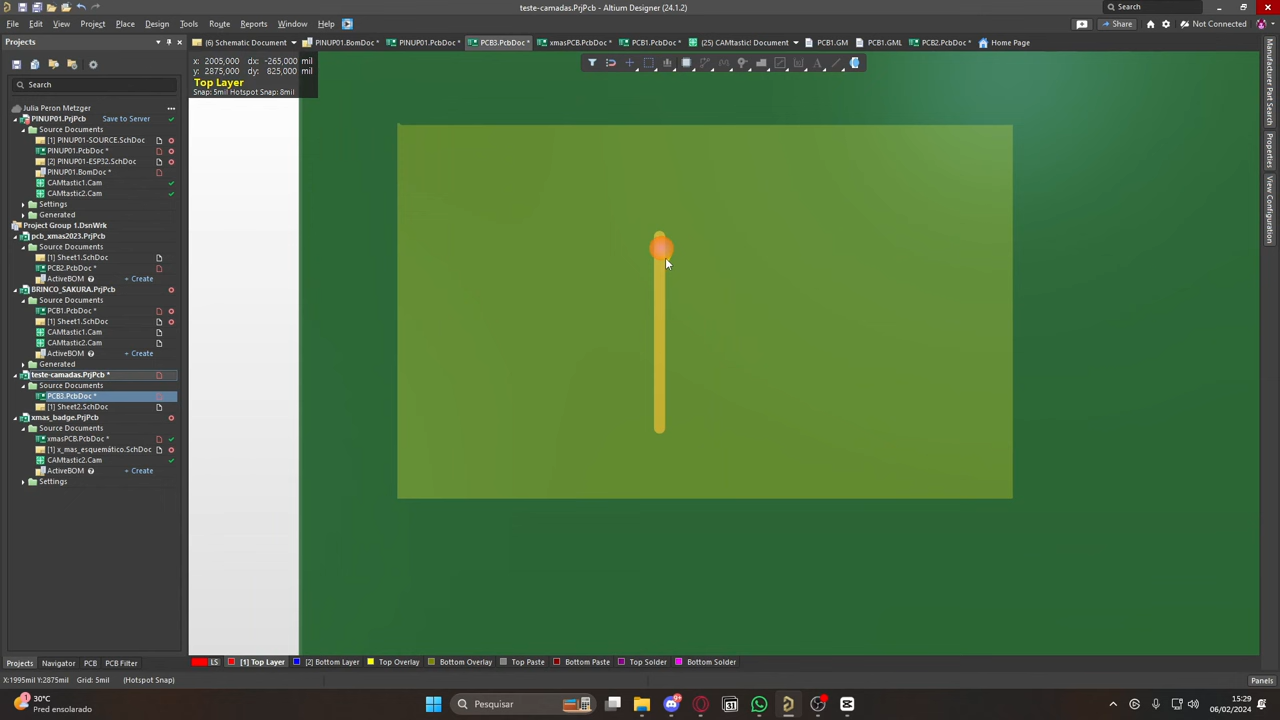 teste-camadas.PrjPcb - Altium Designer (24.1.2)
Search
File Edit View Project Place Design Tools Route Reports Window Help
Share
Not Connected
Projects
(6) Schematic Document
PINUP01.BomDoc *
PINUP01.PcbDoc *
PCB3.PcbDoc *
xmasPCB.PcbDoc *
PCB1.PcbDoc *
(25) CAMtastic! Document
PCB1.GM
PCB1.GML
PCB2.PcbDoc *
Home Page
x: 2005,000 dx: -265,000 mil
y: 2875,000 dy: 825,000 mil
Top Layer
Snap: 5mil Hotspot Snap: 8mil
Search
Julia Peron Metzger
PINUP01.PrjPcb Save to Server
Source Documents
[1] PINUP01-SOURCE.SchDoc
PINUP01.PcbDoc *
[2] PINUP01-ESP32.SchDoc
PINUP01.BomDoc *
CAMtastic1.Cam
CAMtastic2.Cam
Settings
Generated
Project Group 1.DsnWrk
pcb_xmas2023.PrjPcb
Source Documents
[1] Sheet1.SchDoc
PCB2.PcbDoc *
ActiveBOM + Create
BRINCO_SAKURA.PrjPcb
Source Documents
PCB1.PcbDoc *
[1] Sheet1.SchDoc
CAMtastic1.Cam
CAMtastic2.Cam
ActiveBOM + Create
Generated
teste-camadas.PrjPcb *
Source Documents
PCB3.PcbDoc *
[1] Sheet2.SchDoc
xmas_badge.PrjPcb
Source Documents
xmasPCB.PcbDoc *
[1] x_mas_esquemático.SchDoc
CAMtastic2.Cam
ActiveBOM + Create
Settings
Manufacturer Part Search
Properties
View Configuration
Projects Navigator PCB PCB Filter
LS [1] Top Layer [2] Bottom Layer Top Overlay Bottom Overlay Top Paste Bottom Paste Top Solder Bottom Solder
X:1995mil Y:2875mil Grid: 5mil (Hotspot Snap)
Panels
30°C
Pred ensolarado
Pesquisar
15:29
06/02/2024